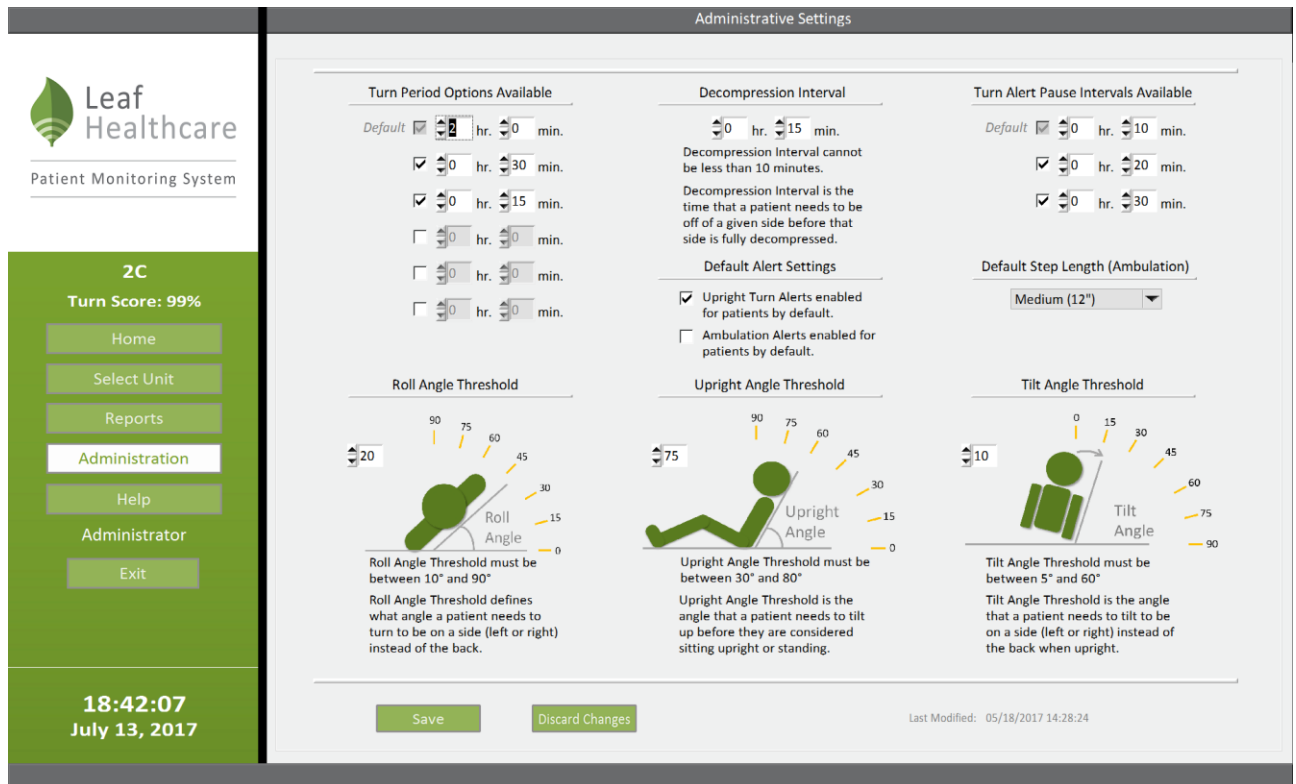 Administrative Settings
Leaf
Healthcare
Patient Monitoring System
2C
Turn Score: 99%
Home
Select Unit
Reports
Administration
Help
Administrator
Exit
18:42:07
July 13, 2017
Turn Period Options Available
Default 2 hr. 0 min.
0 hr. 30 min.
0 hr. 15 min.
0 hr. 0 min.
0 hr. 0 min.
0 hr. 0 min.
Decompression Interval
0 hr. 15 min.
Decompression Interval cannot
be less than 10 minutes.
Decompression Interval is the
time that a patient needs to be
off of a given side before that
side is fully decompressed.
Default Alert Settings
Upright Turn Alerts enabled
for patients by default.
Ambulation Alerts enabled for
patients by default.
Turn Alert Pause Intervals Available
Default 0 hr. 10 min.
0 hr. 20 min.
0 hr. 30 min.
Default Step Length (Ambulation)
Medium (12")
Roll Angle Threshold
20
90
75
60
45
30
15
0
Roll
Angle
Roll Angle Threshold must be
between 10° and 90°
Roll Angle Threshold defines
what angle a patient needs to
turn to be on a side (left or right)
instead of the back.
Upright Angle Threshold
75
90
75
60
45
30
15
0
Upright
Angle
Upright Angle Threshold must be
between 30° and 80°
Upright Angle Threshold is the
angle that a patient needs to tilt
up before they are considered
sitting upright or standing.
Tilt Angle Threshold
10
0
15
30
45
60
75
90
Tilt
Angle
Tilt Angle Threshold must be
between 5° and 60°
Tilt Angle Threshold is the angle
that a patient needs to tilt to be
on a side (left or right) instead of
the back when upright.
Save
Discard Changes
Last Modified: 05/18/2017 14:28:24